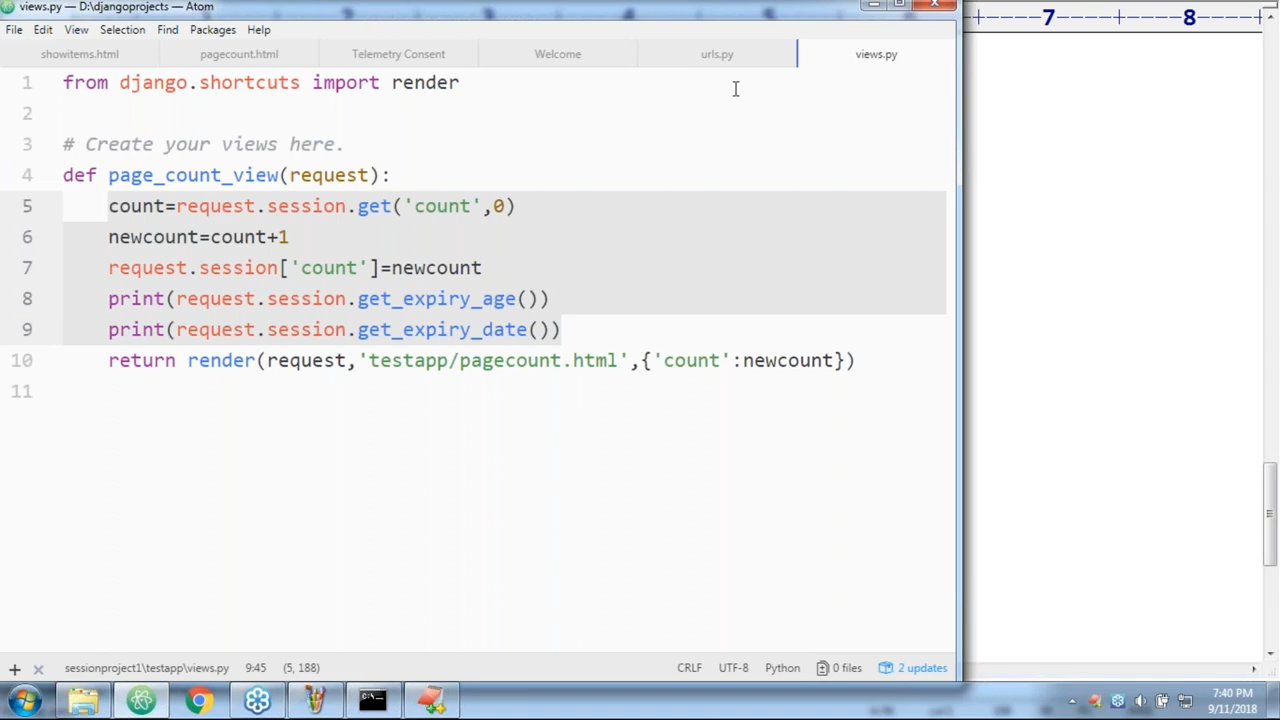 views.py — D:\djangoprojects — Atom
File Edit View Selection Find Packages Help
showitems.html pagecount.html Telemetry Consent Welcome urls.py views.py
1 from django.shortcuts import render
2
3 # Create your views here.
4 def page_count_view(request):
5 count=request.session.get('count',0)
6 newcount=count+1
7 request.session['count']=newcount
8 print(request.session.get_expiry_age())
9 print(request.session.get_expiry_date())
10 return render(request,'testapp/pagecount.html',{'count':newcount})
11
7 8
sessionproject1\testapp\views.py 9:45 (5, 188) CRLF UTF-8 Python 0 files 2 updates
7:40 PM
9/11/2018